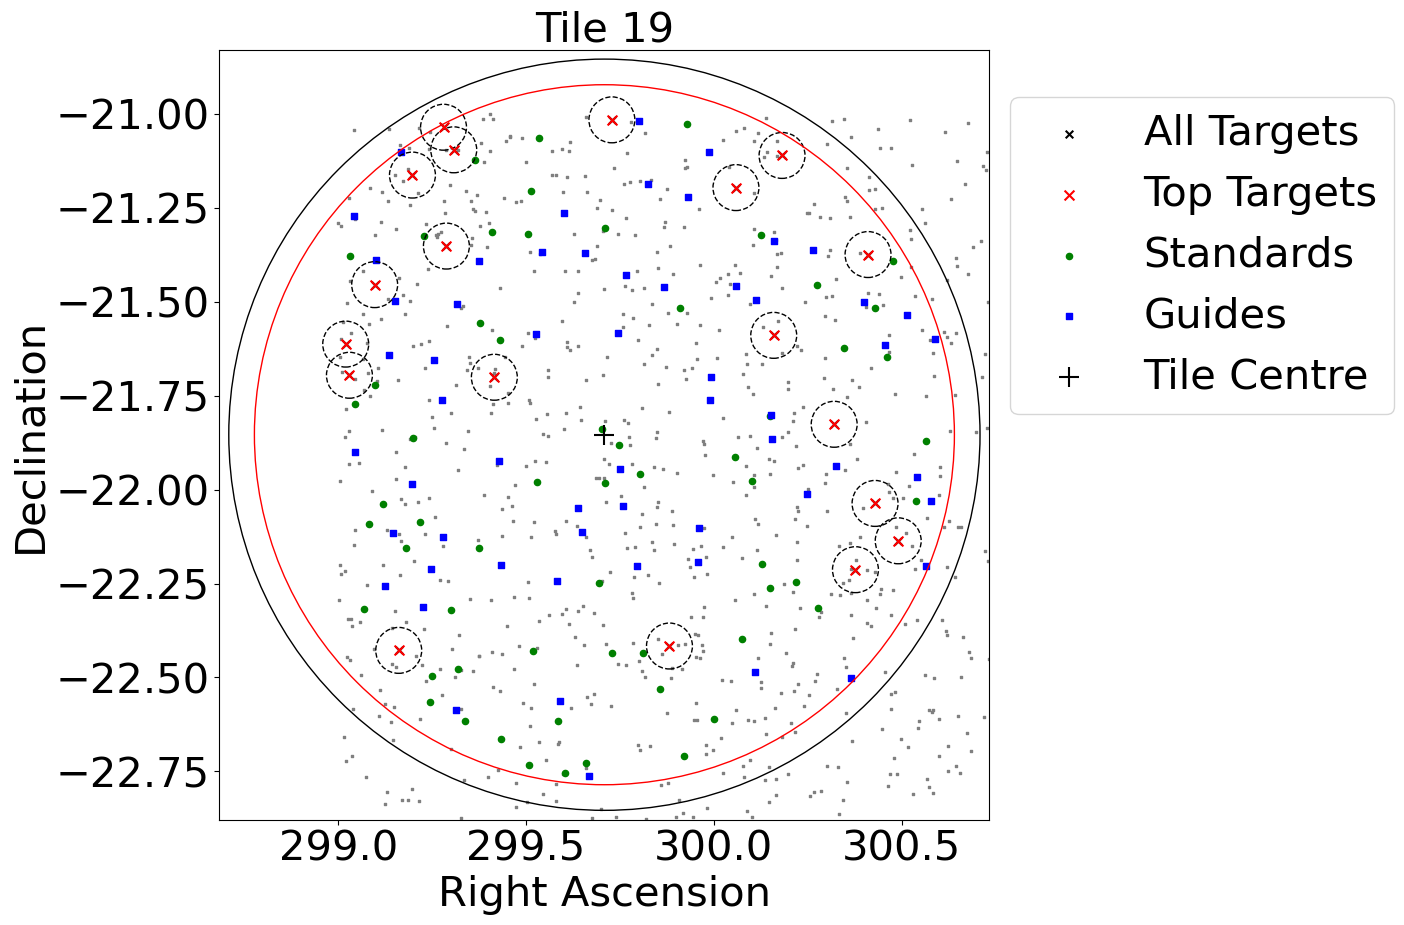 Tile 19
−21.00
−21.25
−21.50
−21.75
−22.00
−22.25
−22.50
−22.75
Declination
299.0
299.5
300.0
300.5
Right Ascension
All Targets
Top Targets
Standards
Guides
Tile Centre